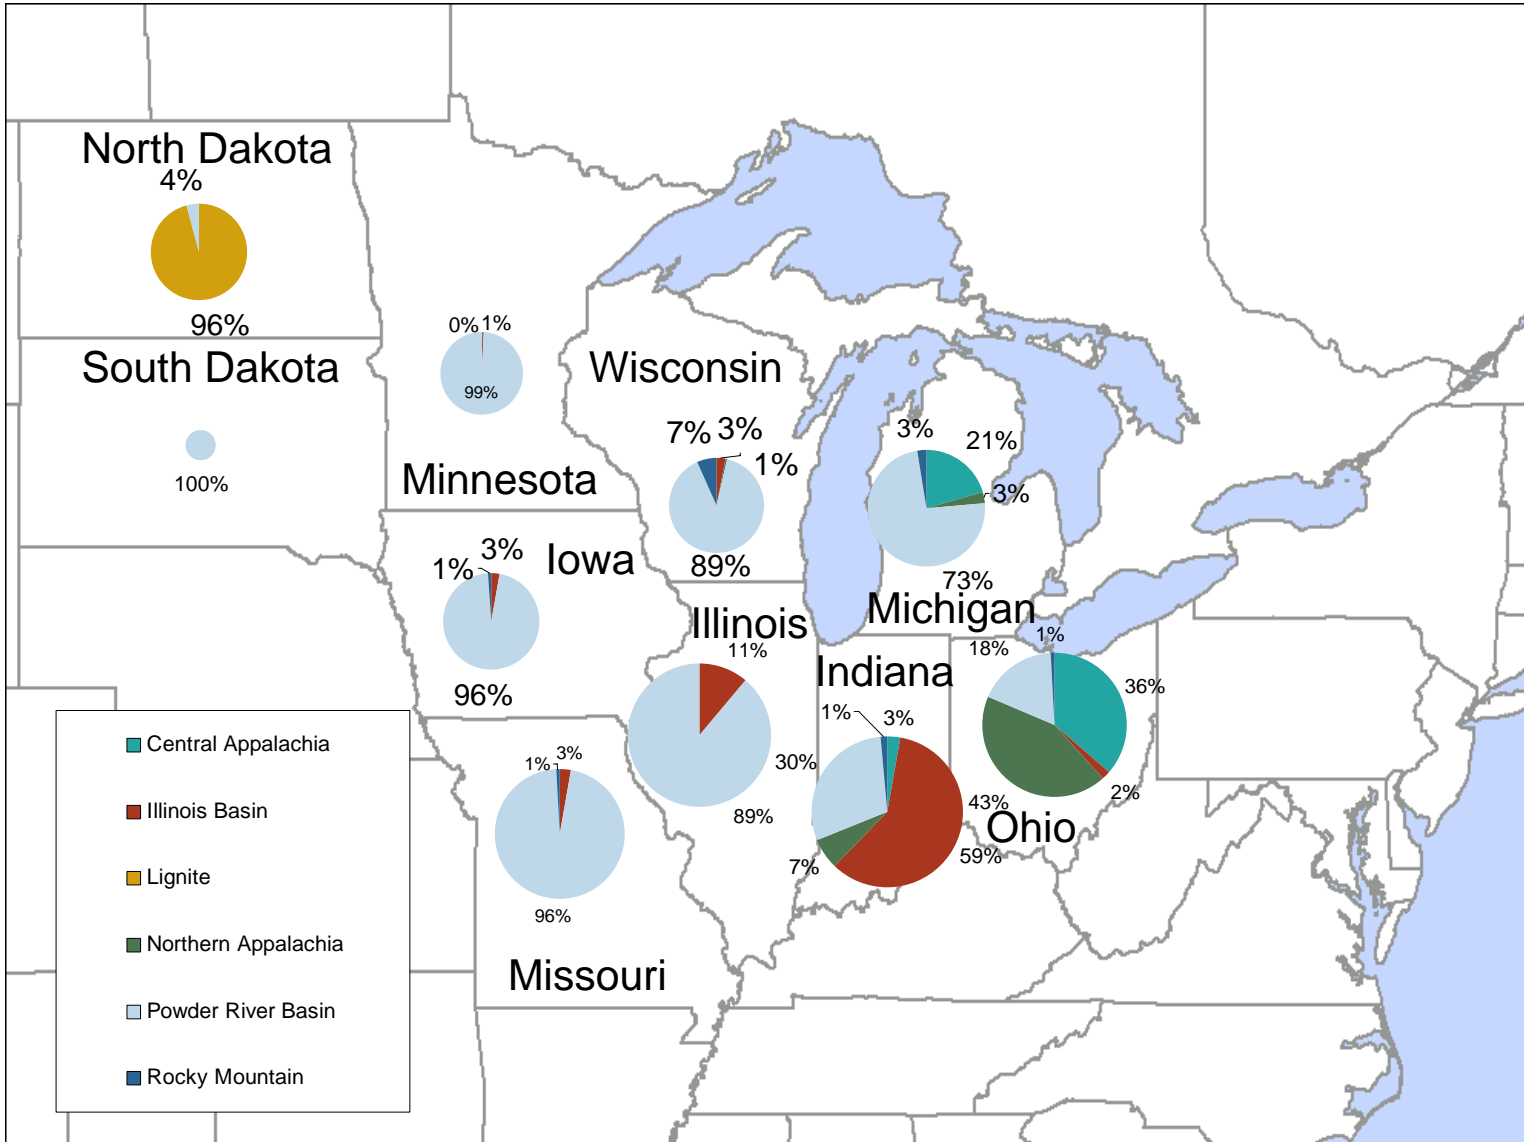 North Dakota
4%
96%
South Dakota
100%
0%
1%
99%
Minnesota
Wisconsin
7%
3%
1%
89%
3%
21%
3%
73%
Michigan
Iowa
1%
3%
96%
Illinois
11%
89%
Indiana
1%
3%
30%
7%
59%
1%
18%
36%
2%
43%
Ohio
1%
3%
96%
Missouri
Central Appalachia
Illinois Basin
Lignite
Northern Appalachia
Powder River Basin
Rocky Mountain